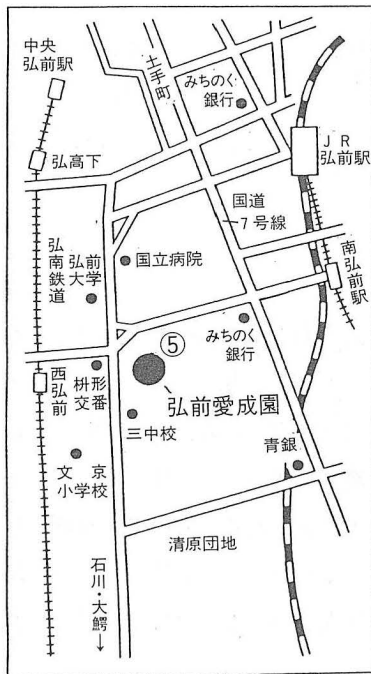 中央
弘前駅
土手町
みちのく
銀行
JR
弘前駅
弘高下
国道
7号線
弘南鉄道
弘前
大学
国立病院
南弘前駅
みちのく
銀行
⑤
西弘前
枡形
交番
弘前愛成園
三中校
青銀
文京
小学校
清原団地
石川・大鰐→